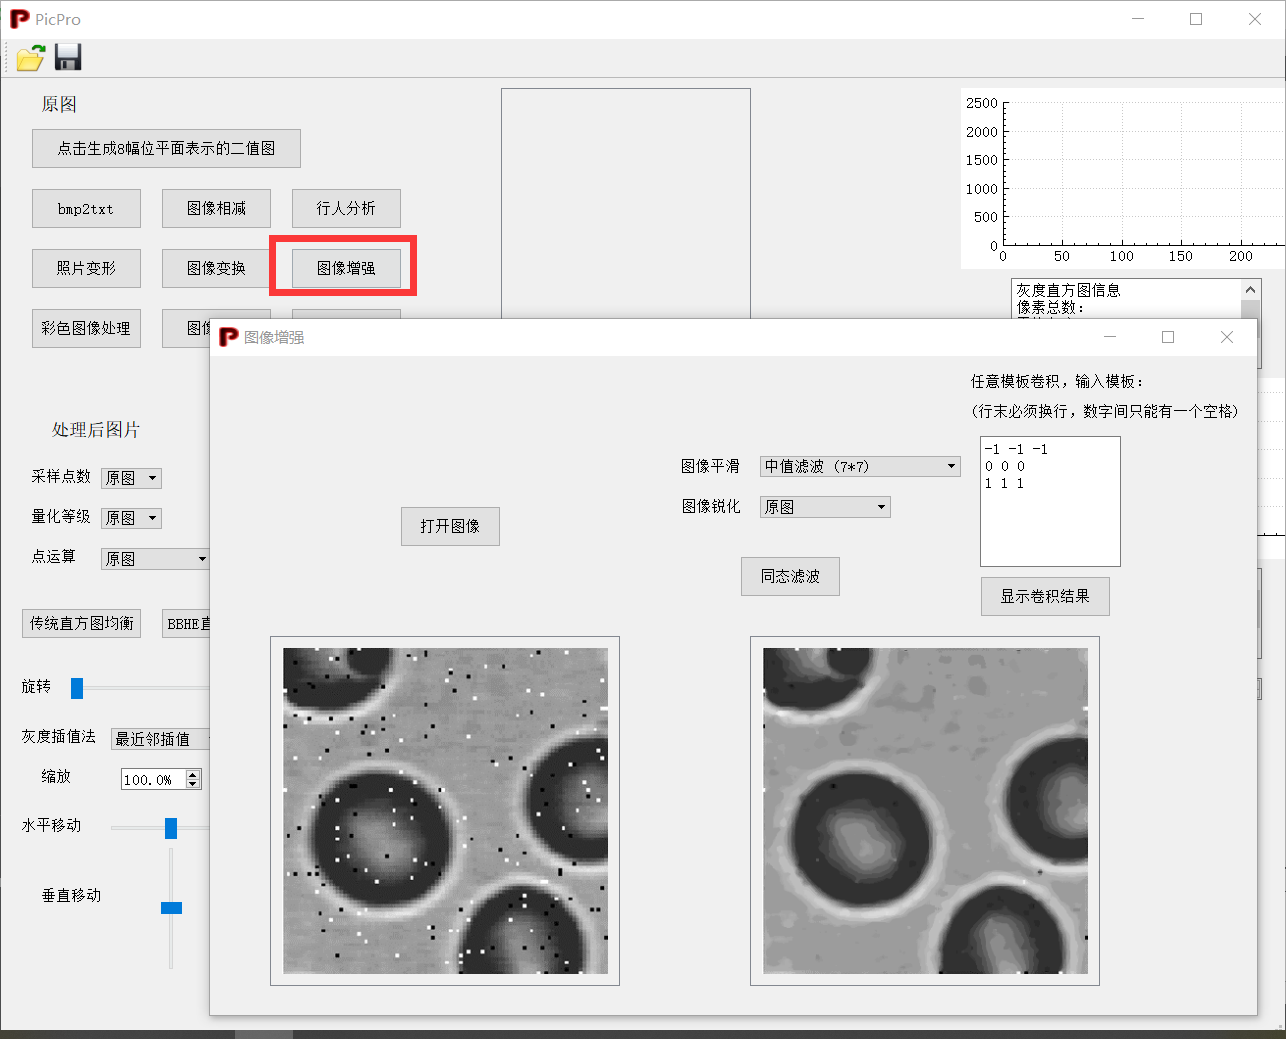 PicPro
原图
点击生成8幅位平面表示的二值图
bmp2txt 图像相减 行人分析
照片变形 图像变换 图像增强
彩色图像处理 图像
2500
2000
1500
1000
500
0
0 50 100 150 200
灰度直方图信息
像素总数:
处理后图片
采样点数 原图
量化等级 原图
点运算 原图
传统直方图均衡 BBHE直
旋转
灰度插值法 最近邻插值
缩放 100.0%
水平移动
垂直移动
图像增强
任意模板卷积，输入模板：
(行末必须换行，数字间只能有一个空格)
图像平滑 中值滤波 (7*7)
图像锐化 原图
-1 -1 -1
0 0 0
1 1 1
打开图像
同态滤波
显示卷积结果